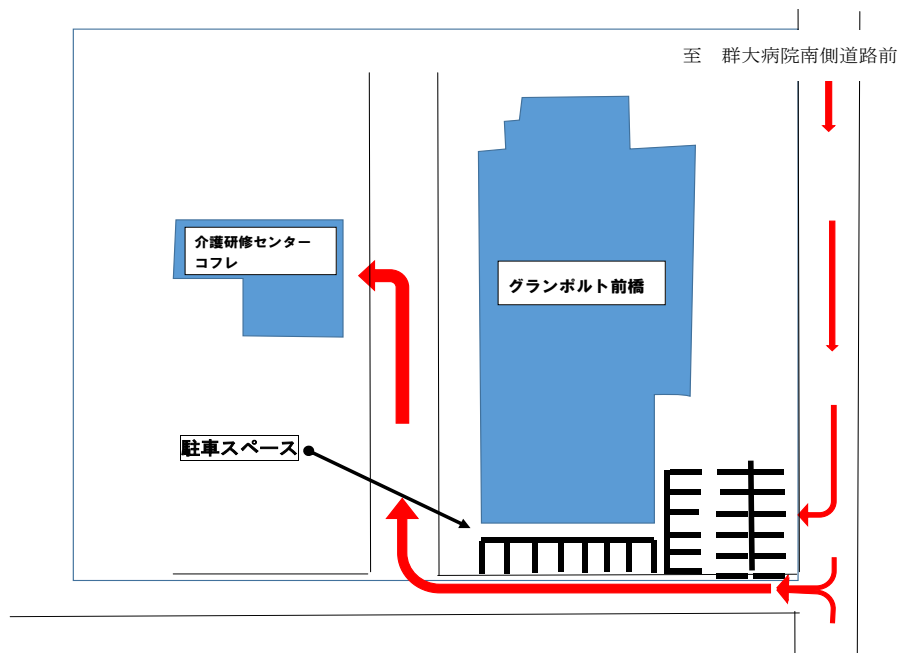 至　群大病院南側道路前
介護研修センター
コフレ
グランポルト前橋
駐車スペース